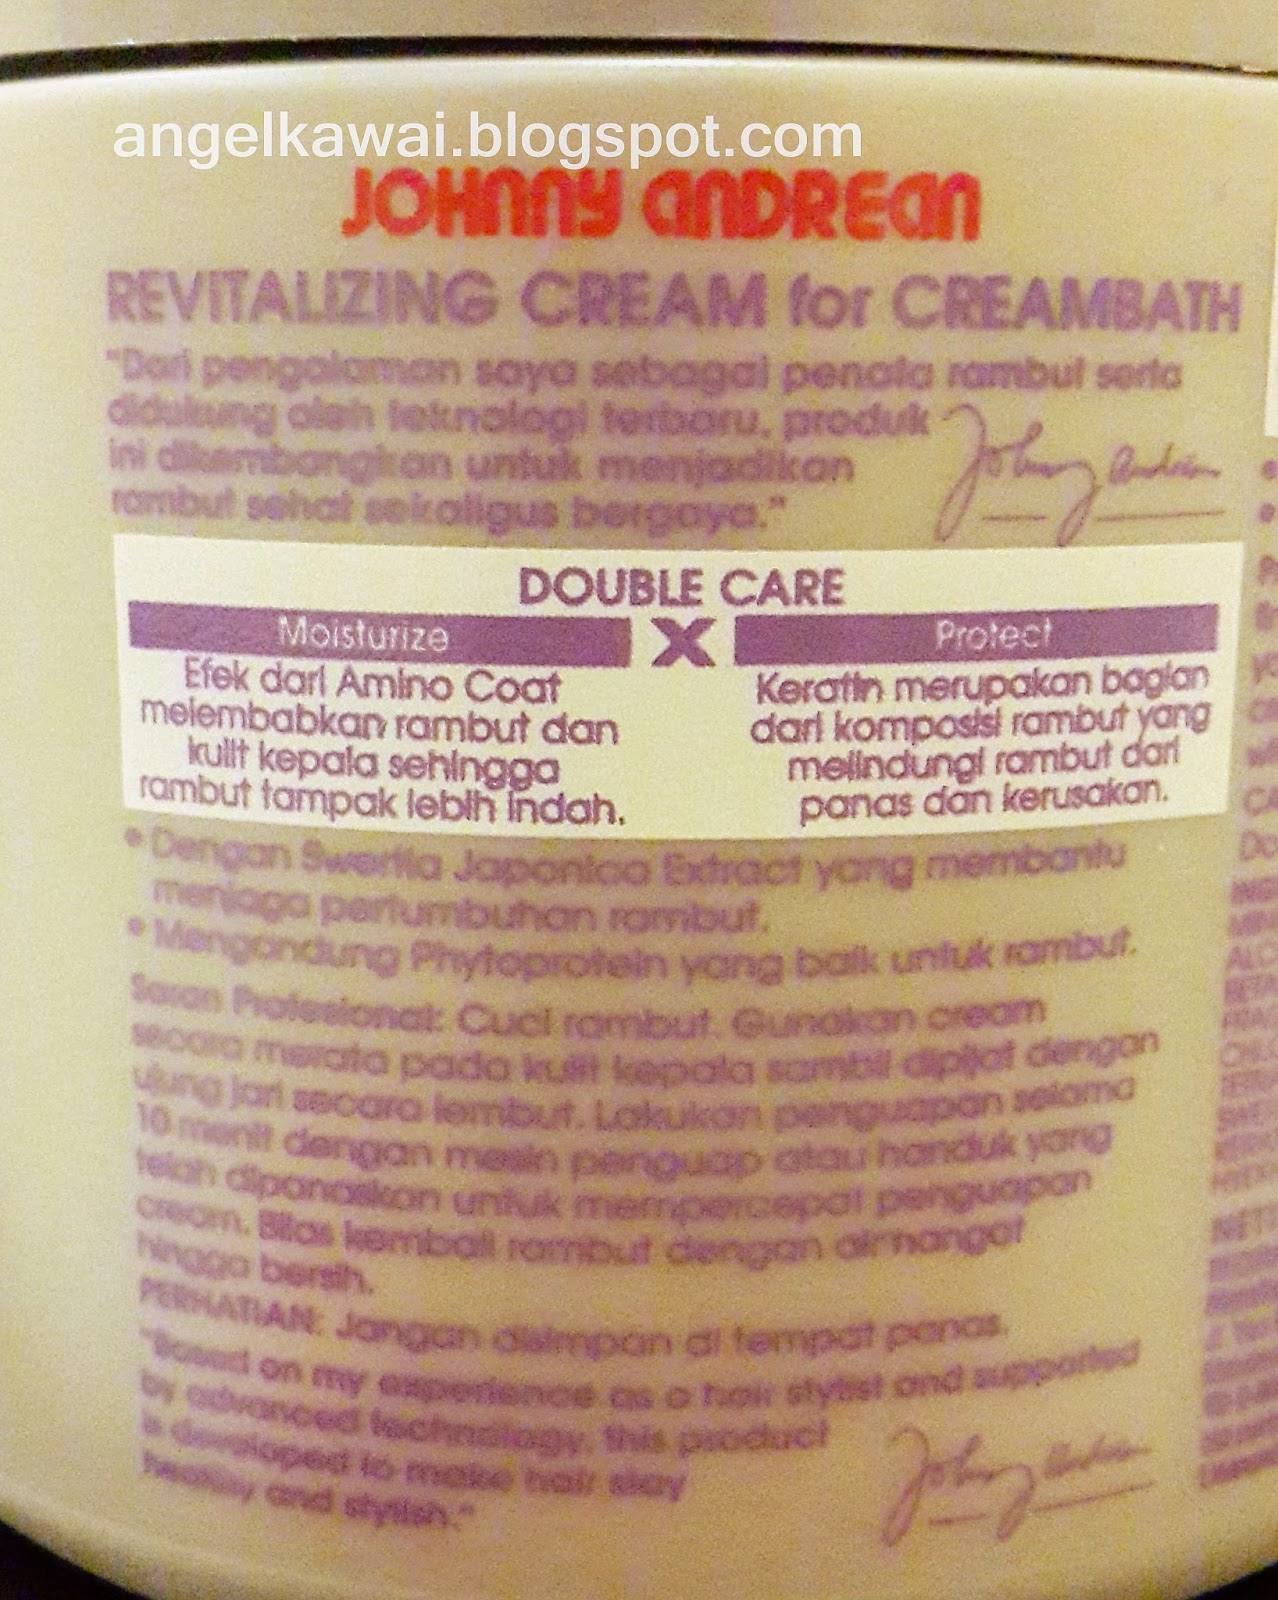 angelkawai.blogspot.com
JOHNNY ANDREAN
REVITALIZING CREAM for CREAMBATH
"Dari pengalaman saya sebagai penata rambut serta
didukung oleh teknologi terbaru, produk
ini dikembangkan untuk menjadikan
rambut sehat sekaligus bergaya."
Johnny Andrean
DOUBLE CARE
Moisturize X Protect
Efek dari Amino Coat
melembabkan rambut dan
kulit kepala sehingga
rambut tampak lebih indah.
Keratin merupakan bagian
dari komposisi rambut yang
melindungi rambut dari
panas dan kerusakan.
• Dengan Swertia Japonica Extract yang membantu
menjaga pertumbuhan rambut.
• Mengandung Phytoprotein yang baik untuk rambut.
Saran Profesional: Cuci rambut. Gunakan cream
secara merata pada kulit kepala sambil dipijat dengan
ujung jari secara lembut. Lakukan penguapan selama
10 menit dengan mesin penguap atau handuk yang
telah dipanaskan untuk mempercepat penguapan
cream. Bilas kembali rambut dengan air hangat
hingga bersih.
PERHATIAN: Jangan disimpan di tempat panas.
"Based on my experience as a hair stylist and supported
by advanced technology, this product
is developed to make hair stay
healthy and stylish."
Johnny Andrean